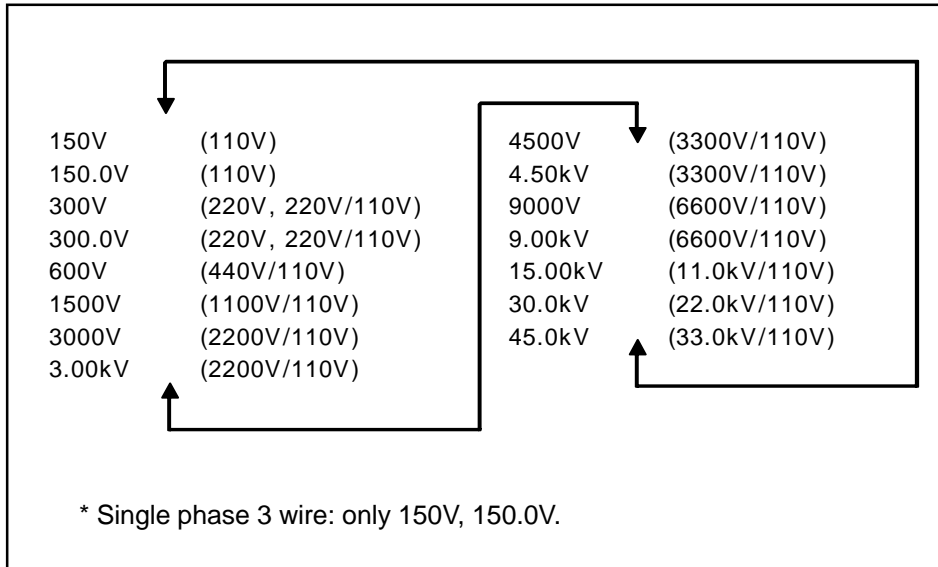 150V (110V)
150.0V (110V)
300V (220V, 220V/110V)
300.0V (220V, 220V/110V)
600V (440V/110V)
1500V (1100V/110V)
3000V (2200V/110V)
3.00kV (2200V/110V)
4500V (3300V/110V)
4.50kV (3300V/110V)
9000V (6600V/110V)
9.00kV (6600V/110V)
15.00kV (11.0kV/110V)
30.0kV (22.0kV/110V)
45.0kV (33.0kV/110V)
* Single phase 3 wire: only 150V, 150.0V.